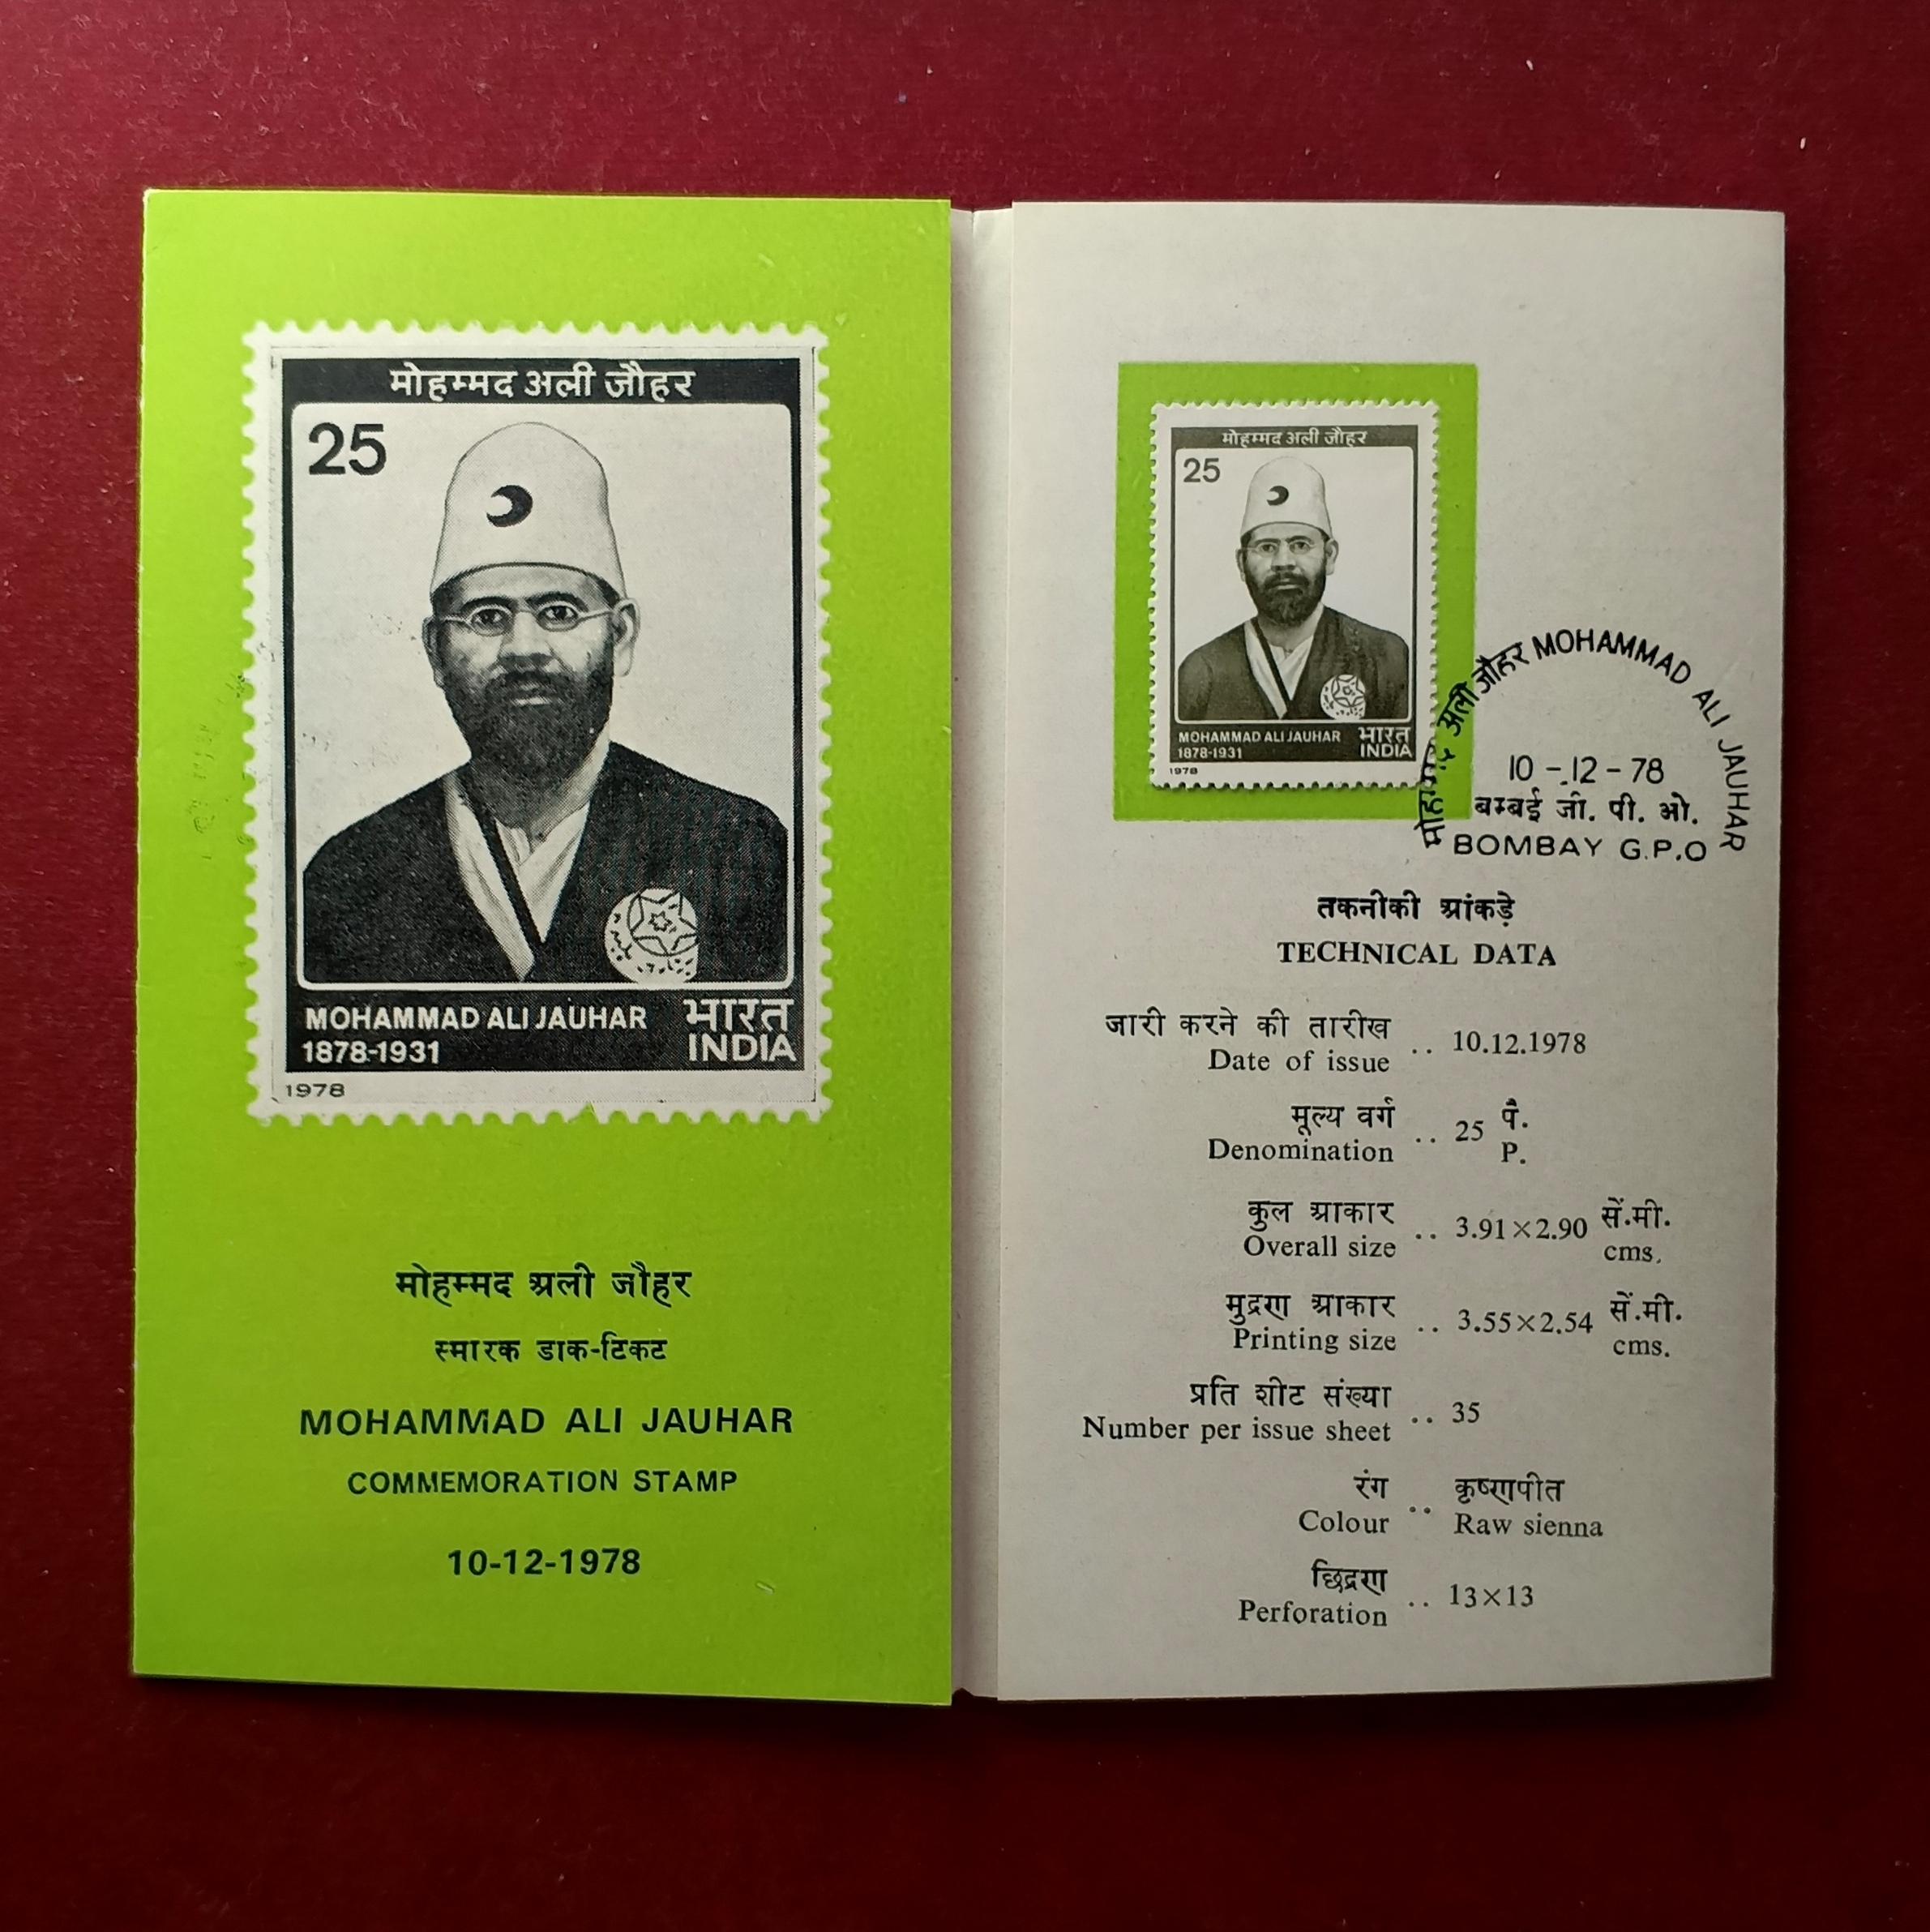 मोहम्मद अली जौहर
25
MOHAMMAD ALI JAUHAR
1878-1931
भारत
INDIA
1978
मोहम्मद अली जौहर
स्मारक डाक-टिकट
MOHAMMAD ALI JAUHAR
COMMEMORATION STAMP
10-12-1978
मोहम्मद अली जौहर
25
MOHAMMAD ALI JAUHAR
1878-1931
भारत
INDIA
1978
मोहम्मद अली जौहर MOHAMMAD ALI JAUHAR
10-12-78
बम्बई जी. पी. ओ.
BOMBAY G.P.O
तकनीकी आंकड़े
TECHNICAL DATA
जारी करने की तारीख
Date of issue .. 10.12.1978
मूल्य वर्ग .. 25 पै.
Denomination P.
कुल आकार .. 3.91×2.90 सें.मी.
Overall size cms.
मुद्रण आकार .. 3.55×2.54 सें.मी.
Printing size cms.
प्रति शीट संख्या
Number per issue sheet .. 35
रंग .. कृष्णपीत
Colour Raw sienna
छिद्रण
Perforation .. 13×13